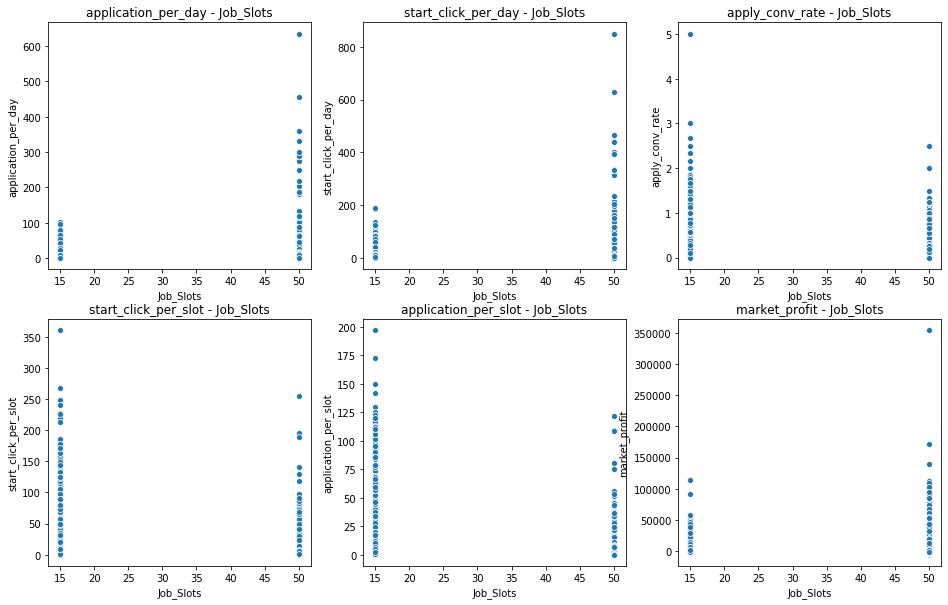 application_per_day - Job_Slots
application_per_day
600
500
400
300
200
100
0
15 20 25 30 35 40 45 50
Job_Slots
start_click_per_day - Job_Slots
start_click_per_day
800
600
400
200
0
15 20 25 30 35 40 45 50
Job_Slots
apply_conv_rate - Job_Slots
apply_conv_rate
5
4
3
2
1
0
15 20 25 30 35 40 45 50
Job_Slots
start_click_per_slot - Job_Slots
start_click_per_slot
350
300
250
200
150
100
50
0
15 20 25 30 35 40 45 50
Job_Slots
application_per_slot - Job_Slots
application_per_slot
200
175
150
125
100
75
50
25
0
15 20 25 30 35 40 45 50
Job_Slots
market_profit - Job_Slots
market_profit
350000
300000
250000
200000
150000
100000
50000
0
15 20 25 30 35 40 45 50
Job_Slots